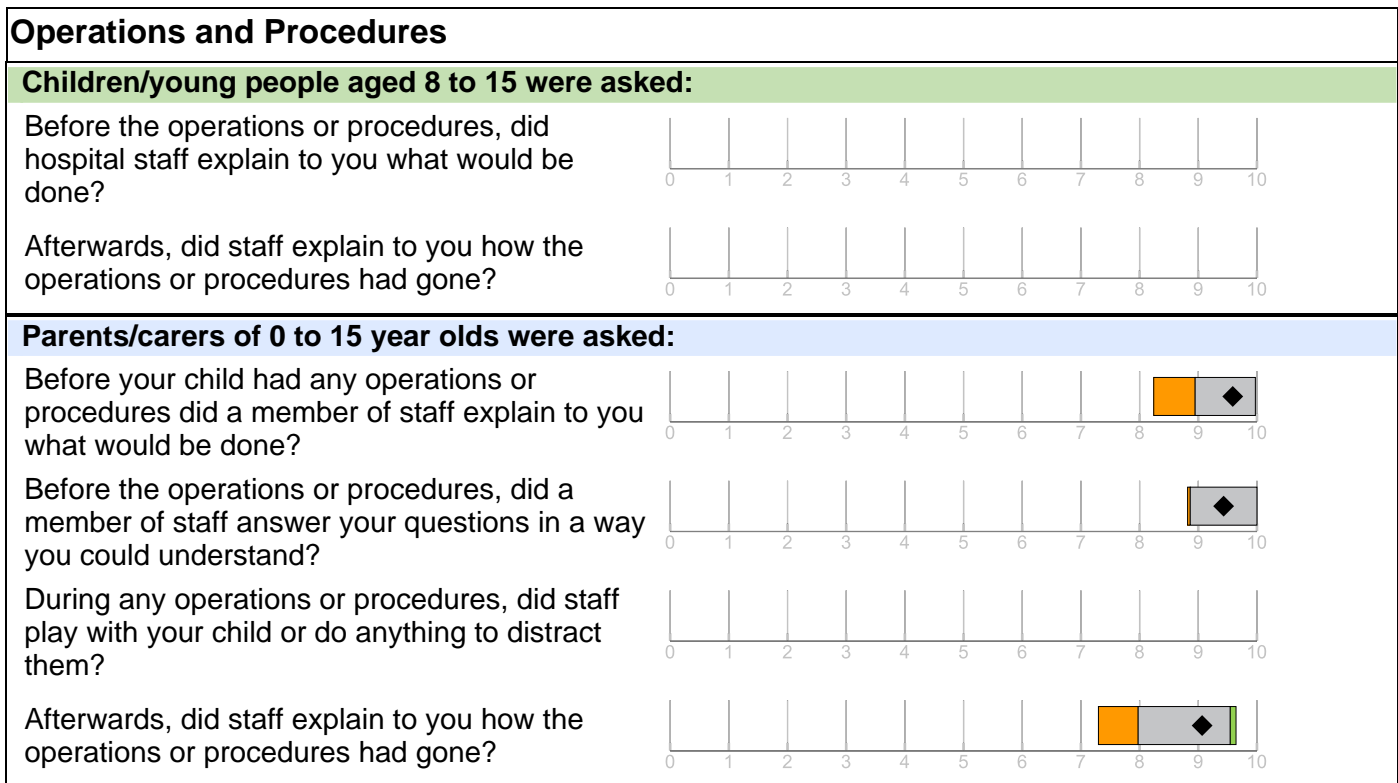 Operations and Procedures
Children/young people aged 8 to 15 were asked:
Before the operations or procedures, did
hospital staff explain to you what would be
done?
0 1 2 3 4 5 6 7 8 9 10
Afterwards, did staff explain to you how the
operations or procedures had gone?
0 1 2 3 4 5 6 7 8 9 10
Parents/carers of 0 to 15 year olds were asked:
Before your child had any operations or
procedures did a member of staff explain to you
what would be done?
0 1 2 3 4 5 6 7 8 9 10
Before the operations or procedures, did a
member of staff answer your questions in a way
you could understand?
0 1 2 3 4 5 6 7 8 9 10
During any operations or procedures, did staff
play with your child or do anything to distract
them?
0 1 2 3 4 5 6 7 8 9 10
Afterwards, did staff explain to you how the
operations or procedures had gone?
0 1 2 3 4 5 6 7 8 9 10